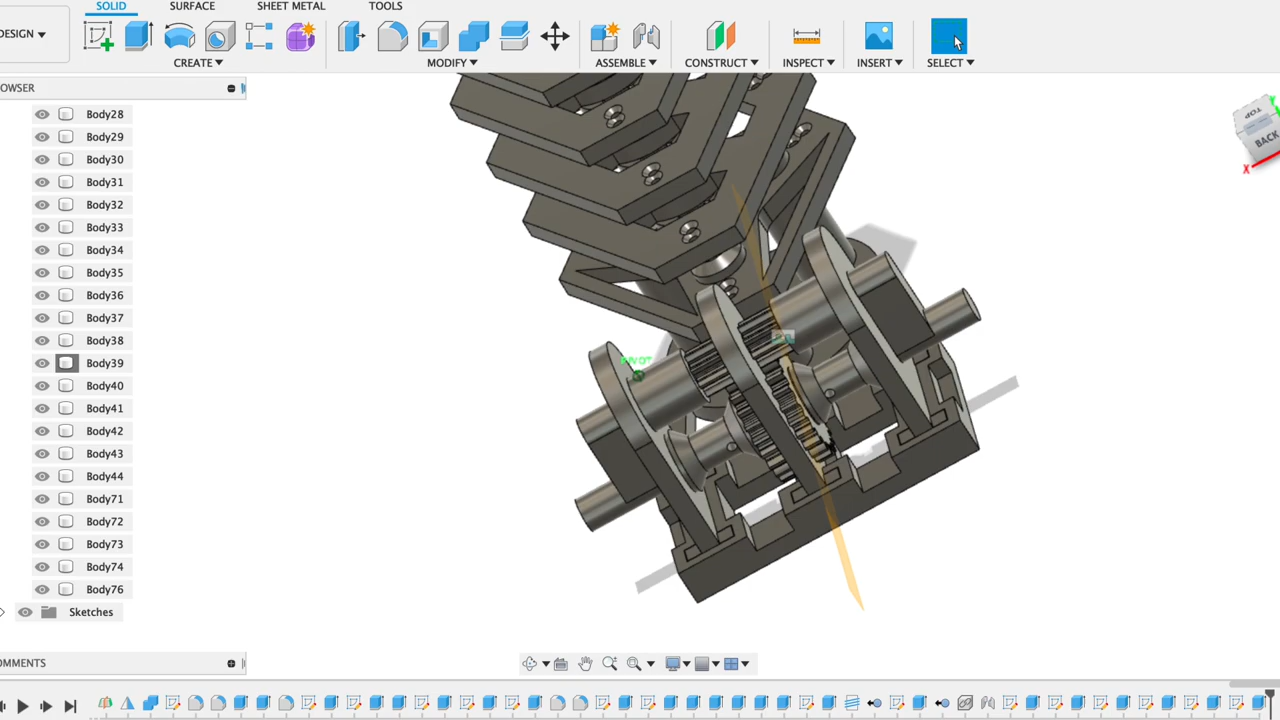 SOLID SURFACE SHEET METAL TOOLS
DESIGN
CREATE MODIFY ASSEMBLE CONSTRUCT INSPECT INSERT SELECT
OWSER
TOP
BACK
X
Body28
Body29
Body30
Body31
Body32
Body33
Body34
Body35
Body36
Body37
Body38
Body39
Body40
Body41
Body42
Body43
Body44
Body71
Body72
Body73
Body74
Body76
Sketches
OMMENTS